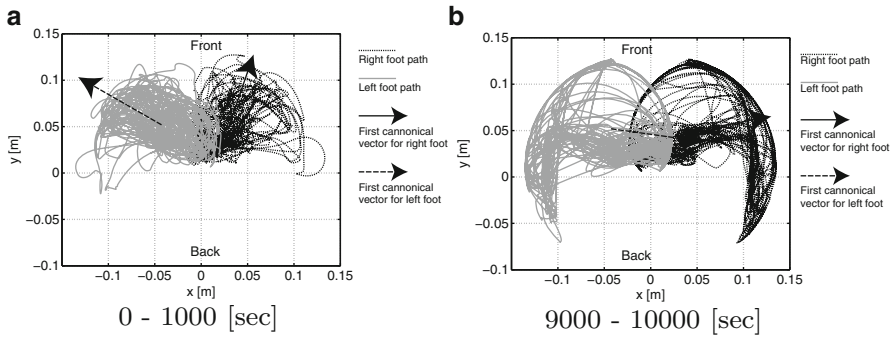 a
0.15
0.1
0.05
0
−0.05
−0.1
y [m]
Front
Back
−0.15 −0.1 −0.05 0 0.05 0.1 0.15
x [m]
Right foot path
Left foot path
First cannonical
vector for right foot
First cannonical
vector for left foot
0 - 1000 [sec]
b
0.15
0.1
0.05
0
−0.05
−0.1
y [m]
Front
Back
−0.15 −0.1 −0.05 0 0.05 0.1 0.15
x [m]
Right foot path
Left foot path
First cannonical
vector for right foot
First cannonical
vector for left foot
9000 - 10000 [sec]